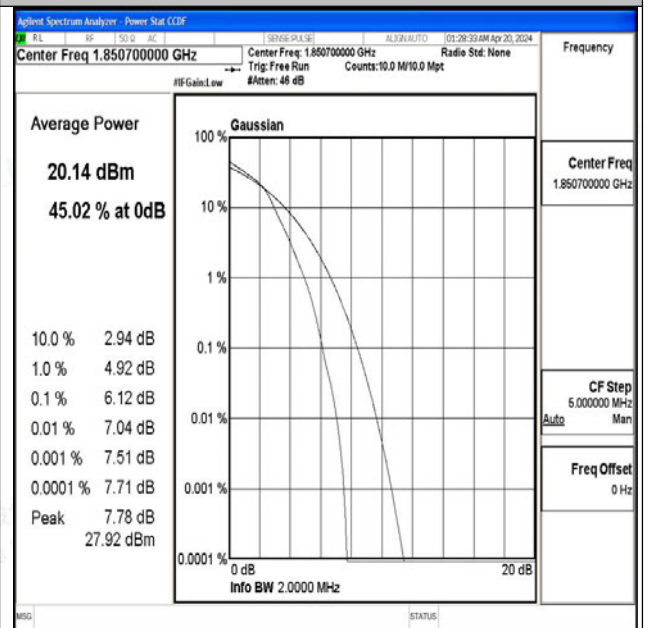 Agilent Spectrum Analyzer - Power Stat CCDF
RL RF 50 Ω AC SENSE:PULSE ALIGN AUTO 01:28:33 AM Apr 20, 2024
Center Freq 1.850700000 GHz
Center Freq: 1.850700000 GHz Radio Std: None
Trig: Free Run Counts:10.0 M/10.0 Mpt
#IFGain:Low #Atten: 46 dB
Frequency
Average Power
20.14 dBm
45.02 % at 0dB
10.0 % 2.94 dB
1.0 % 4.92 dB
0.1 % 6.12 dB
0.01 % 7.04 dB
0.001 % 7.51 dB
0.0001 % 7.71 dB
Peak 7.78 dB
27.92 dBm
Gaussian
100 %
10 %
1 %
0.1 %
0.01 %
0.001 %
0.0001 %
0 dB 20 dB
Info BW 2.0000 MHz
Center Freq
1.850700000 GHz
CF Step
5.000000 MHz
Auto Man
Freq Offset
0 Hz
MSG STATUS